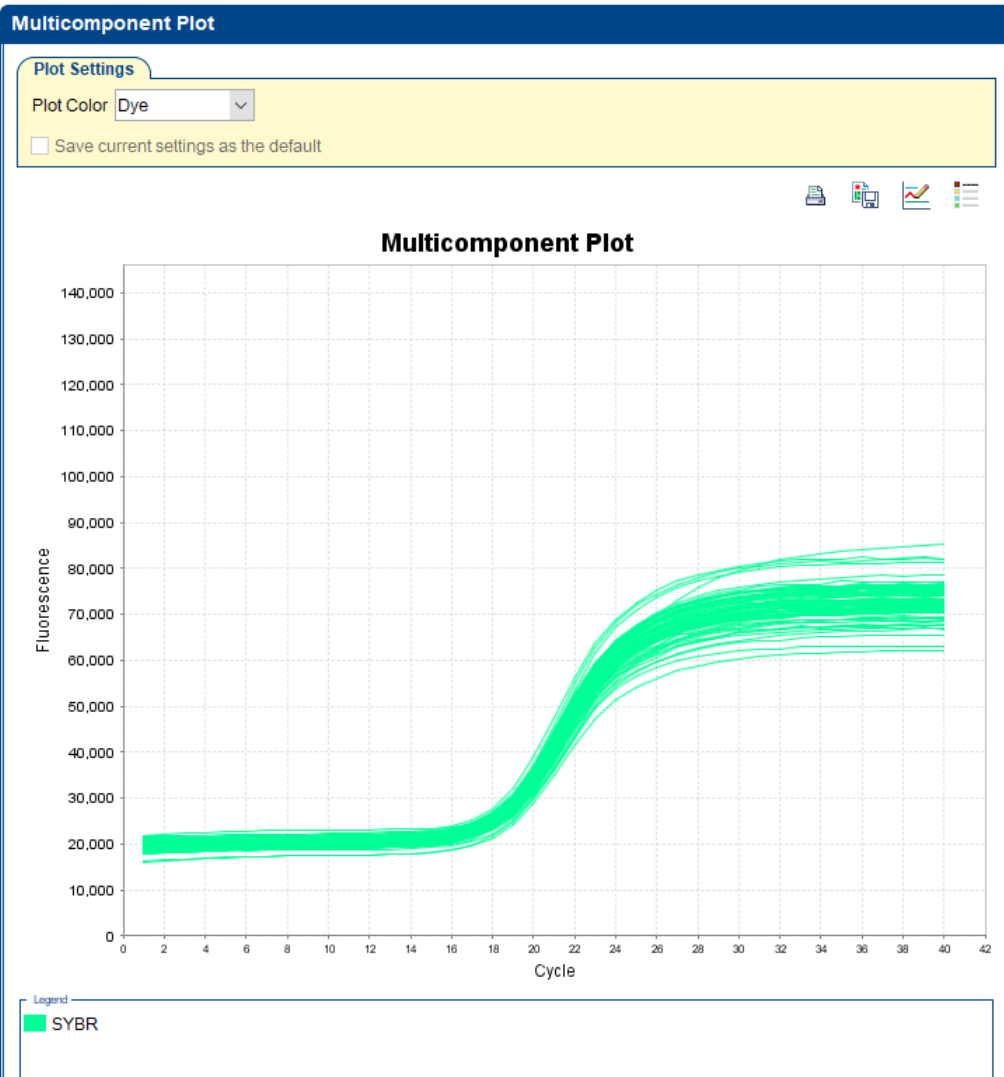 Multicomponent Plot
Plot Settings
Plot Color Dye
Save current settings as the default
Multicomponent Plot
140,000
130,000
120,000
110,000
100,000
90,000
80,000
70,000
60,000
50,000
40,000
30,000
20,000
10,000
0
Fluorescence
0 2 4 6 8 10 12 14 16 18 20 22 24 26 28 30 32 34 36 38 40 42
Cycle
Legend
SYBR